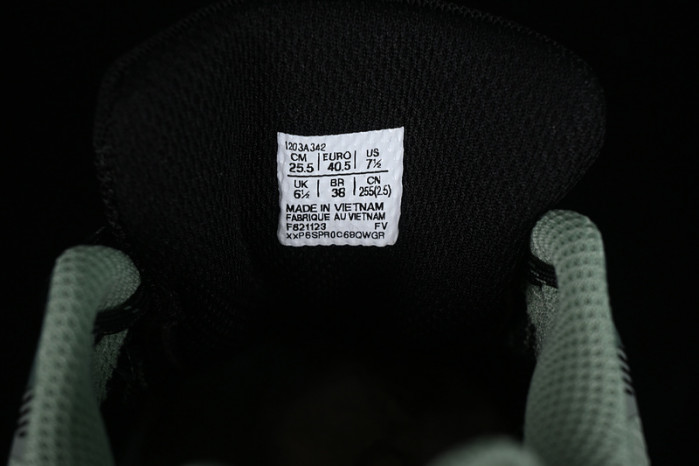 1203A342
CM EURO US
25.5 40.5 7½
UK BR CN
6½ 38 255(2.5)
MADE IN VIETNAM
FABRIQUE AU VIETNAM
F821123 FV
XXP6SPR0C68QWGR